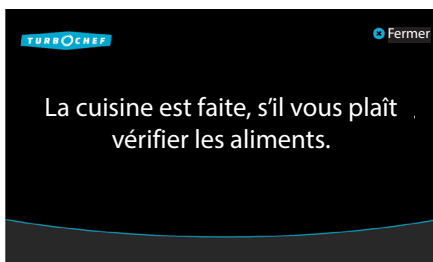 TURBOCHEF
Fermer
La cuisine est faite, s'il vous plaît ,
vérifier les aliments.